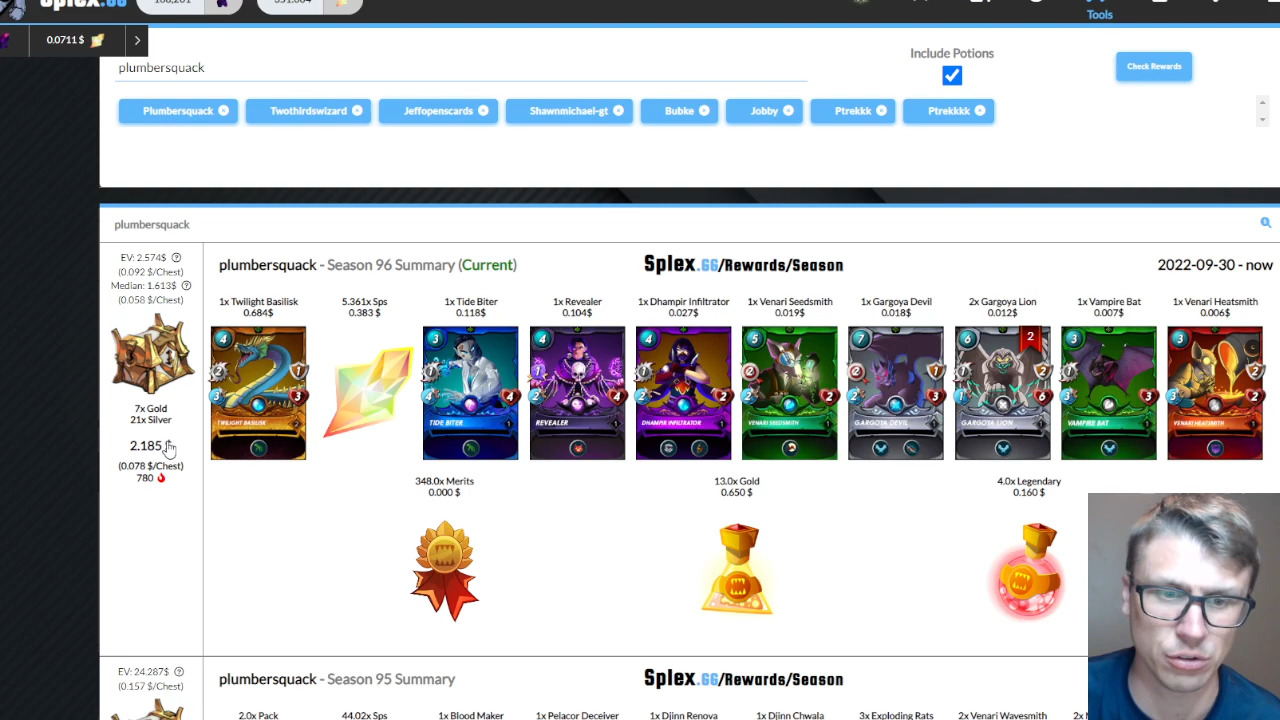 Splex.GG
Tools
0.0711$
plumbersquack
Include Potions
Check Rewards
Plumbersquack
Twothirdswizard
Jeffopenscards
Shawnmichael-gt
Bubke
Jobby
Ptrekkk
Ptrekkkk
plumbersquack
EV: 2.574$
(0.092 $/Chest)
Median: 1.613$
(0.058 $/Chest)
7x Gold
21x Silver
2.185
(0.078 $/Chest)
780
plumbersquack - Season 96 Summary (Current)
Splex.GG/Rewards/Season
2022-09-30 - now
1x Twilight Basilisk
0.684$
5.361x Sps
0.383 $
1x Tide Biter
0.118$
1x Revealer
0.104$
1x Dhampir Infiltrator
0.027$
1x Venari Seedsmith
0.019$
1x Gargoya Devil
0.018$
2x Gargoya Lion
0.012$
1x Vampire Bat
0.007$
1x Venari Heatsmith
0.006$
TWILIGHT BASILISK
TIDE BITER
REVEALER
DHAMPIR INFILTRATOR
VENARI SEEDSMITH
GARGOYA DEVIL
GARGOYA LION
VAMPIRE BAT
VENARI HEATSMITH
348.0x Merits
0.000 $
13.0x Gold
0.650 $
4.0x Legendary
0.160 $
EV: 24.287$
(0.157 $/Chest)
plumbersquack - Season 95 Summary
Splex.GG/Rewards/Season
2.0x Pack
44.02x Sps
1x Blood Maker
1x Pelacor Deceiver
1x Djinn Renova
1x Djinn Chwala
3x Exploding Rats
2x Venari Wavesmith